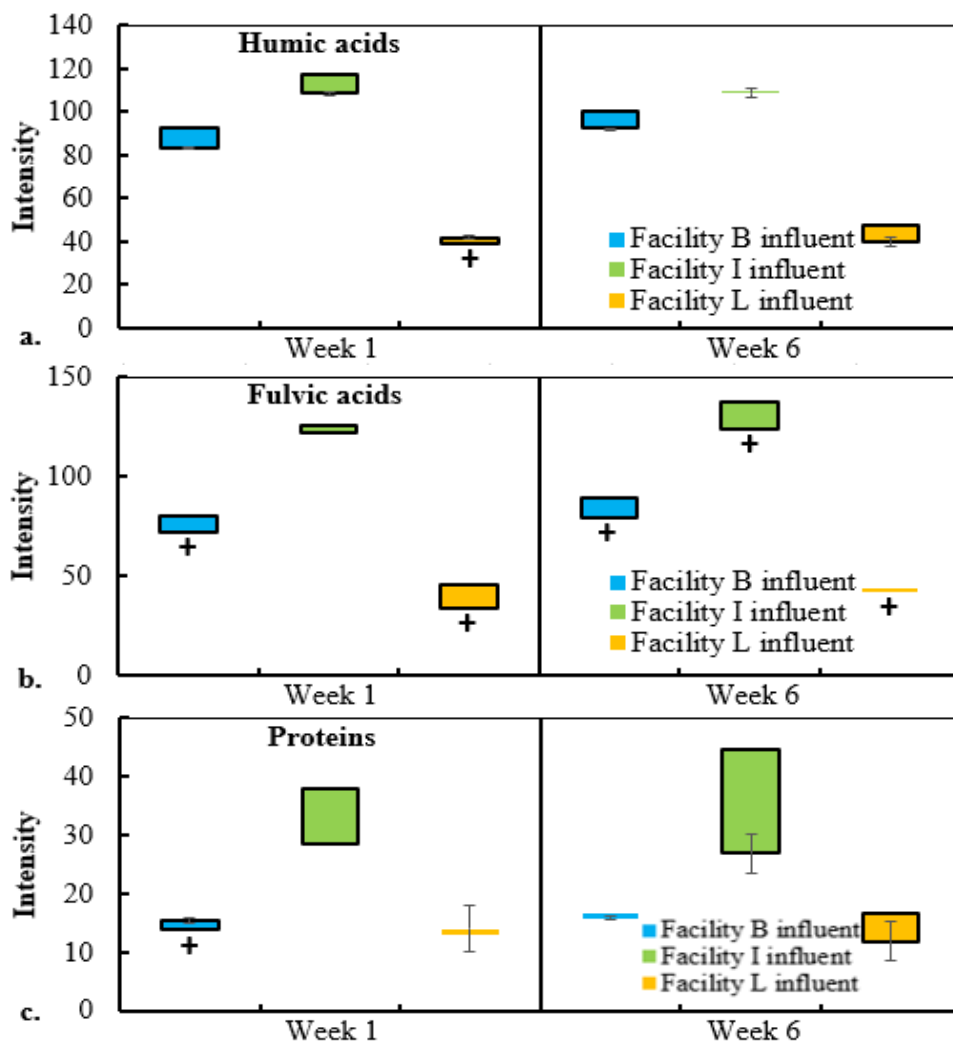 140
Humic acids
120
100
80
60
40
20
0
Intensity
+
Facility B influent
Facility I influent
Facility L influent
a.
Week 1 Week 6
150
Fulvic acids
100
50
0
Intensity
+ + + + +
Facility B influent
Facility I influent
Facility L influent
b.
Week 1 Week 6
50
Proteins
40
30
20
10
0
Intensity
+
Facility B influent
Facility I influent
Facility L influent
c.
Week 1 Week 6